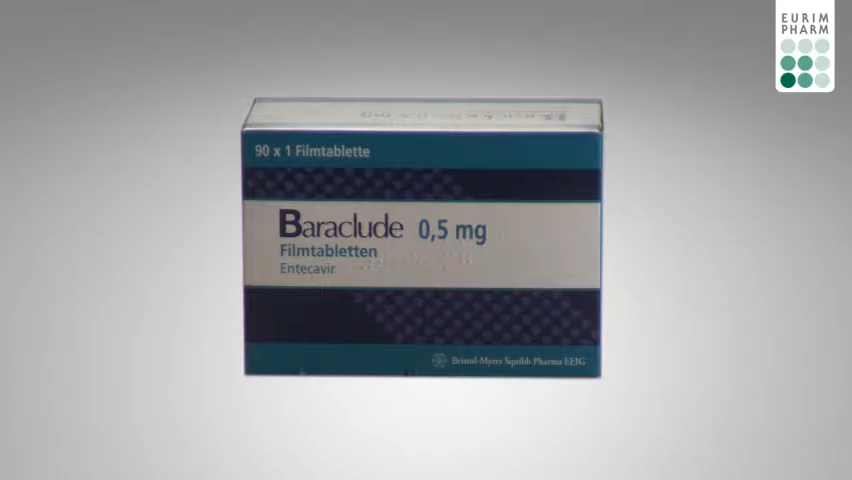 EURIM
PHARM
90 x 1 Filmtablette
Baraclude 0,5 mg
Filmtabletten
Entecavir
Bristol-Myers Squibb Pharma EEIG